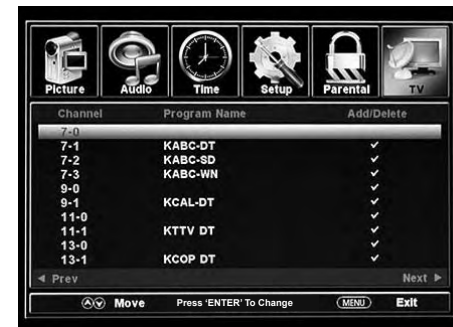 Picture Audio Time Setup Parental TV
Channel Program Name Add/Delete
7-0
7-1 KABC-DT ✔
7-2 KABC-SD ✔
7-3 KABC-WN ✔
9-0 ✔
9-1 KCAL-DT ✔
11-0 ✔
11-1 KTTV DT ✔
13-0 ✔
13-1 KCOP DT ✔
◀ Prev Next ▶
Move Press ‘ENTER’ To Change MENU Exit